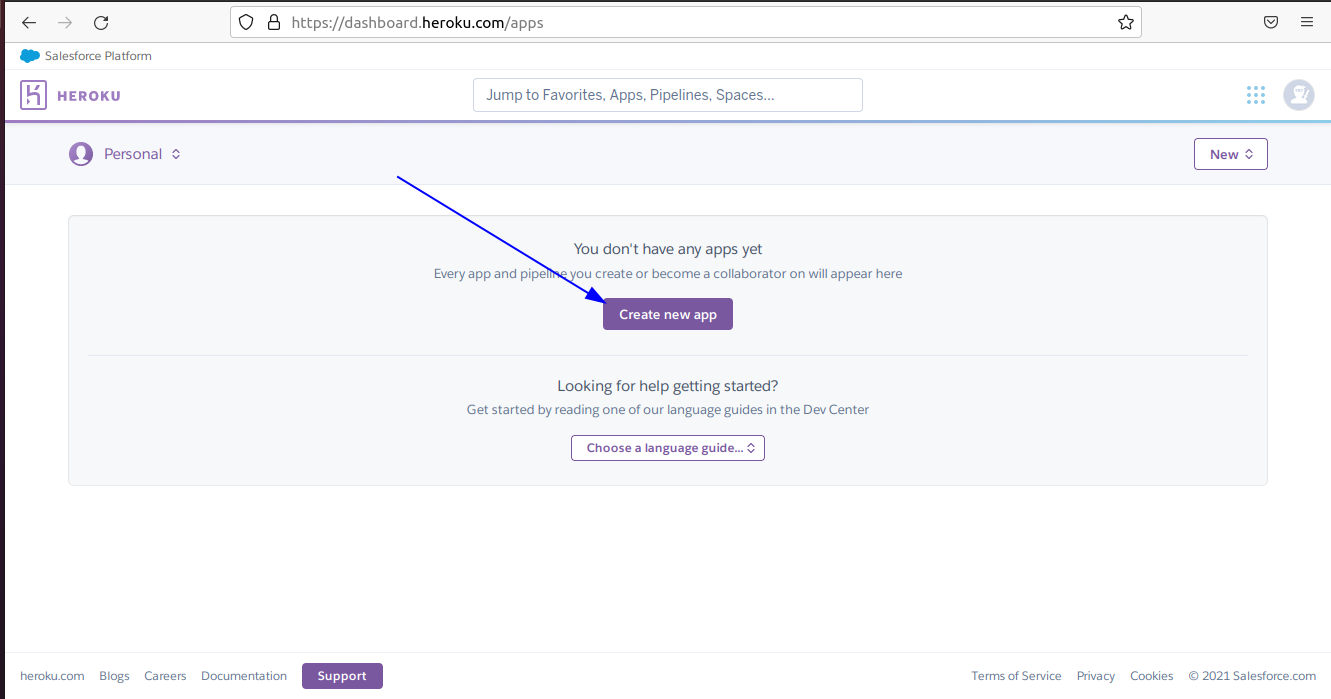 https://dashboard.heroku.com/apps
Salesforce Platform
HEROKU
Jump to Favorites, Apps, Pipelines, Spaces...
Personal
New
You don't have any apps yet
Every app and pipeline you create or become a collaborator on will appear here
Create new app
Looking for help getting started?
Get started by reading one of our language guides in the Dev Center
Choose a language guide...
heroku.com Blogs Careers Documentation Support Terms of Service Privacy Cookies © 2021 Salesforce.com